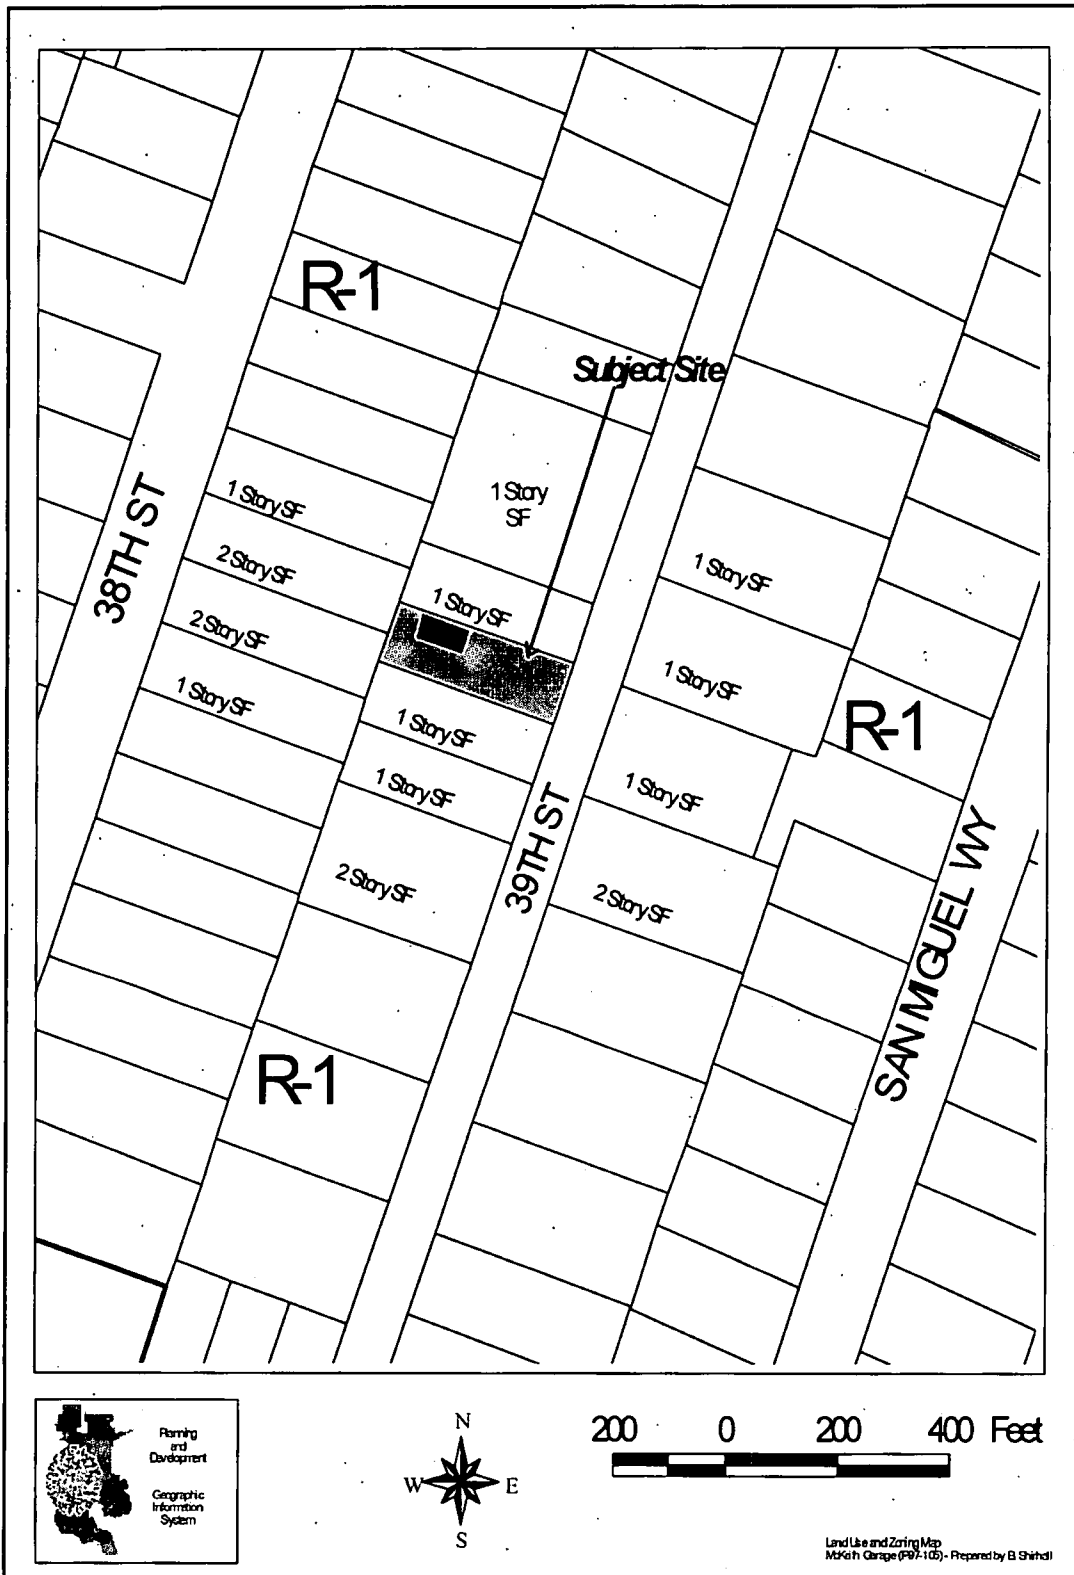 R-1
Subject Site
38TH ST
1 Story SF
2 Story SF
2 Story SF
1 Story SF
1 Story
SF
1 Story SF
1 Story SF
1 Story SF
2 Story SF
39TH ST
1 Story SF
1 Story SF
1 Story SF
2 Story SF
R-1
SAN MIGUEL WY
R-1
Planning
and
Development
Geographic
Information
System
N
W E
S
200 0 200 400 Feet
Land Use and Zoning Map
Garage (P97-105) - Prepared by B.